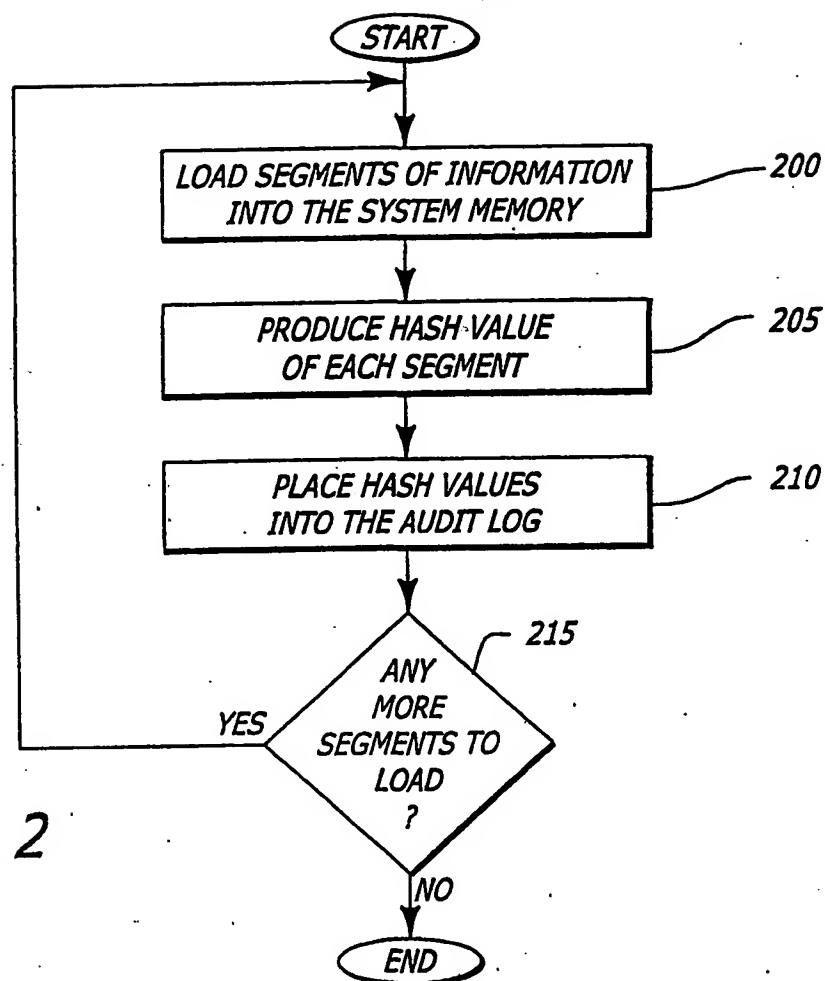 START
LOAD SEGMENTS OF INFORMATION
INTO THE SYSTEM MEMORY
200
PRODUCE HASH VALUE
OF EACH SEGMENT
205
PLACE HASH VALUES
INTO THE AUDIT LOG
210
215
ANY
MORE
SEGMENTS TO
LOAD
?
YES
2
NO
END